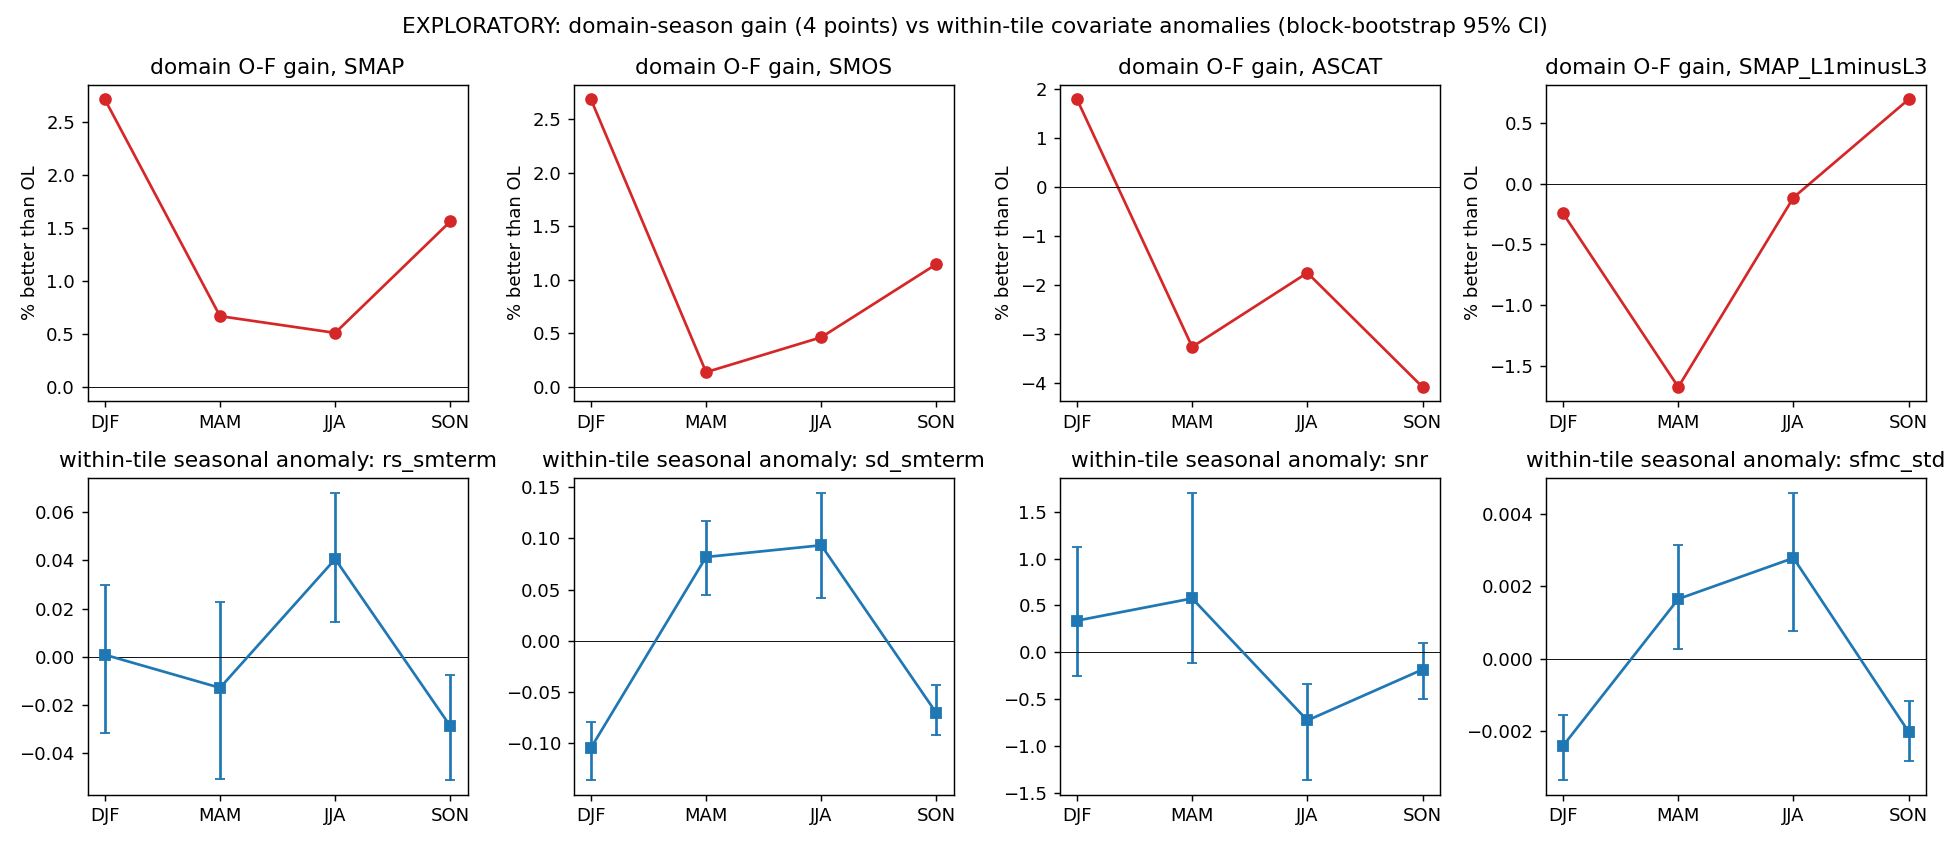 EXPLORATORY: domain-season gain (4 points) vs within-tile covariate anomalies (block-bootstrap 95% CI)
domain O-F gain, SMAP
% better than OL
2.5
2.0
1.5
1.0
0.5
0.0
DJF MAM JJA SON
domain O-F gain, SMOS
% better than OL
2.5
2.0
1.5
1.0
0.5
0.0
DJF MAM JJA SON
domain O-F gain, ASCAT
% better than OL
2
1
0
−1
−2
−3
−4
DJF MAM JJA SON
domain O-F gain, SMAP_L1minusL3
% better than OL
0.5
0.0
−0.5
−1.0
−1.5
DJF MAM JJA SON
within-tile seasonal anomaly: rs_smterm
0.06
0.04
0.02
0.00
−0.02
−0.04
DJF MAM JJA SON
within-tile seasonal anomaly: sd_smterm
0.15
0.10
0.05
0.00
−0.05
−0.10
DJF MAM JJA SON
within-tile seasonal anomaly: snr
1.5
1.0
0.5
0.0
−0.5
−1.0
−1.5
DJF MAM JJA SON
within-tile seasonal anomaly: sfmc_std
0.004
0.002
0.000
−0.002
DJF MAM JJA SON